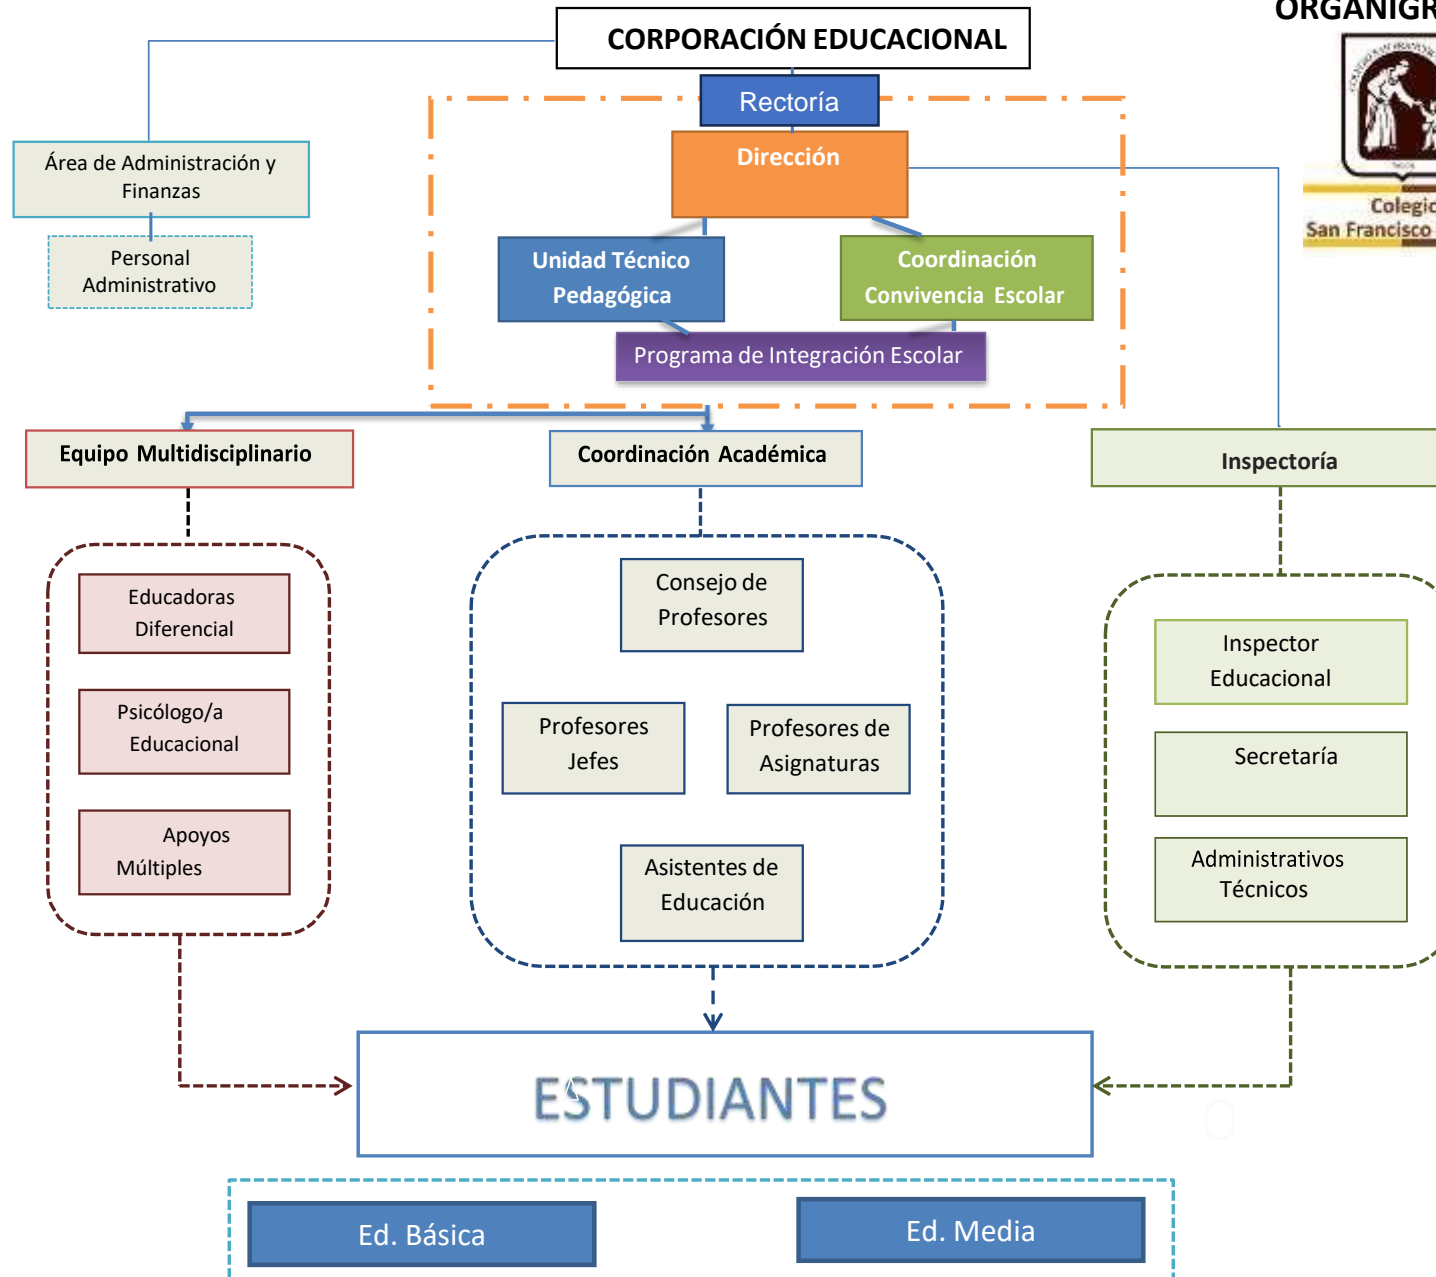 ORGANIGR
CORPORACIÓN EDUCACIONAL
Rectoría
Dirección
Área de Administración y
Finanzas
Personal
Administrativo
Colegio
San Francisco
Unidad Técnico
Pedagógica
Coordinación
Convivencia Escolar
Programa de Integración Escolar
Equipo Multidisciplinario
Coordinación Académica
Inspectoría
Educadoras
Diferencial
Psicólogo/a
Educacional
Apoyos
Múltiples
Consejo de
Profesores
Profesores
Jefes
Profesores de
Asignaturas
Asistentes de
Educación
Inspector
Educacional
Secretaría
Administrativos
Técnicos
ESTUDIANTES
Ed. Básica
Ed. Media